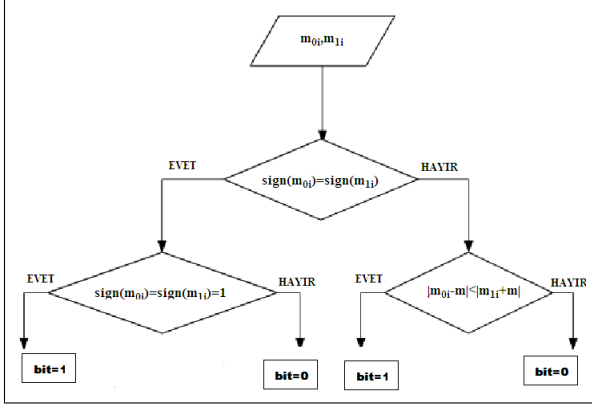 m0i,m1i
EVET
HAYIR
sign(m0i)=sign(m1i)
EVET
HAYIR
EVET
HAYIR
sign(m0i)=sign(m1i)=1
|m0i-m|<|m1i+m|
bit=1
bit=0
bit=1
bit=0